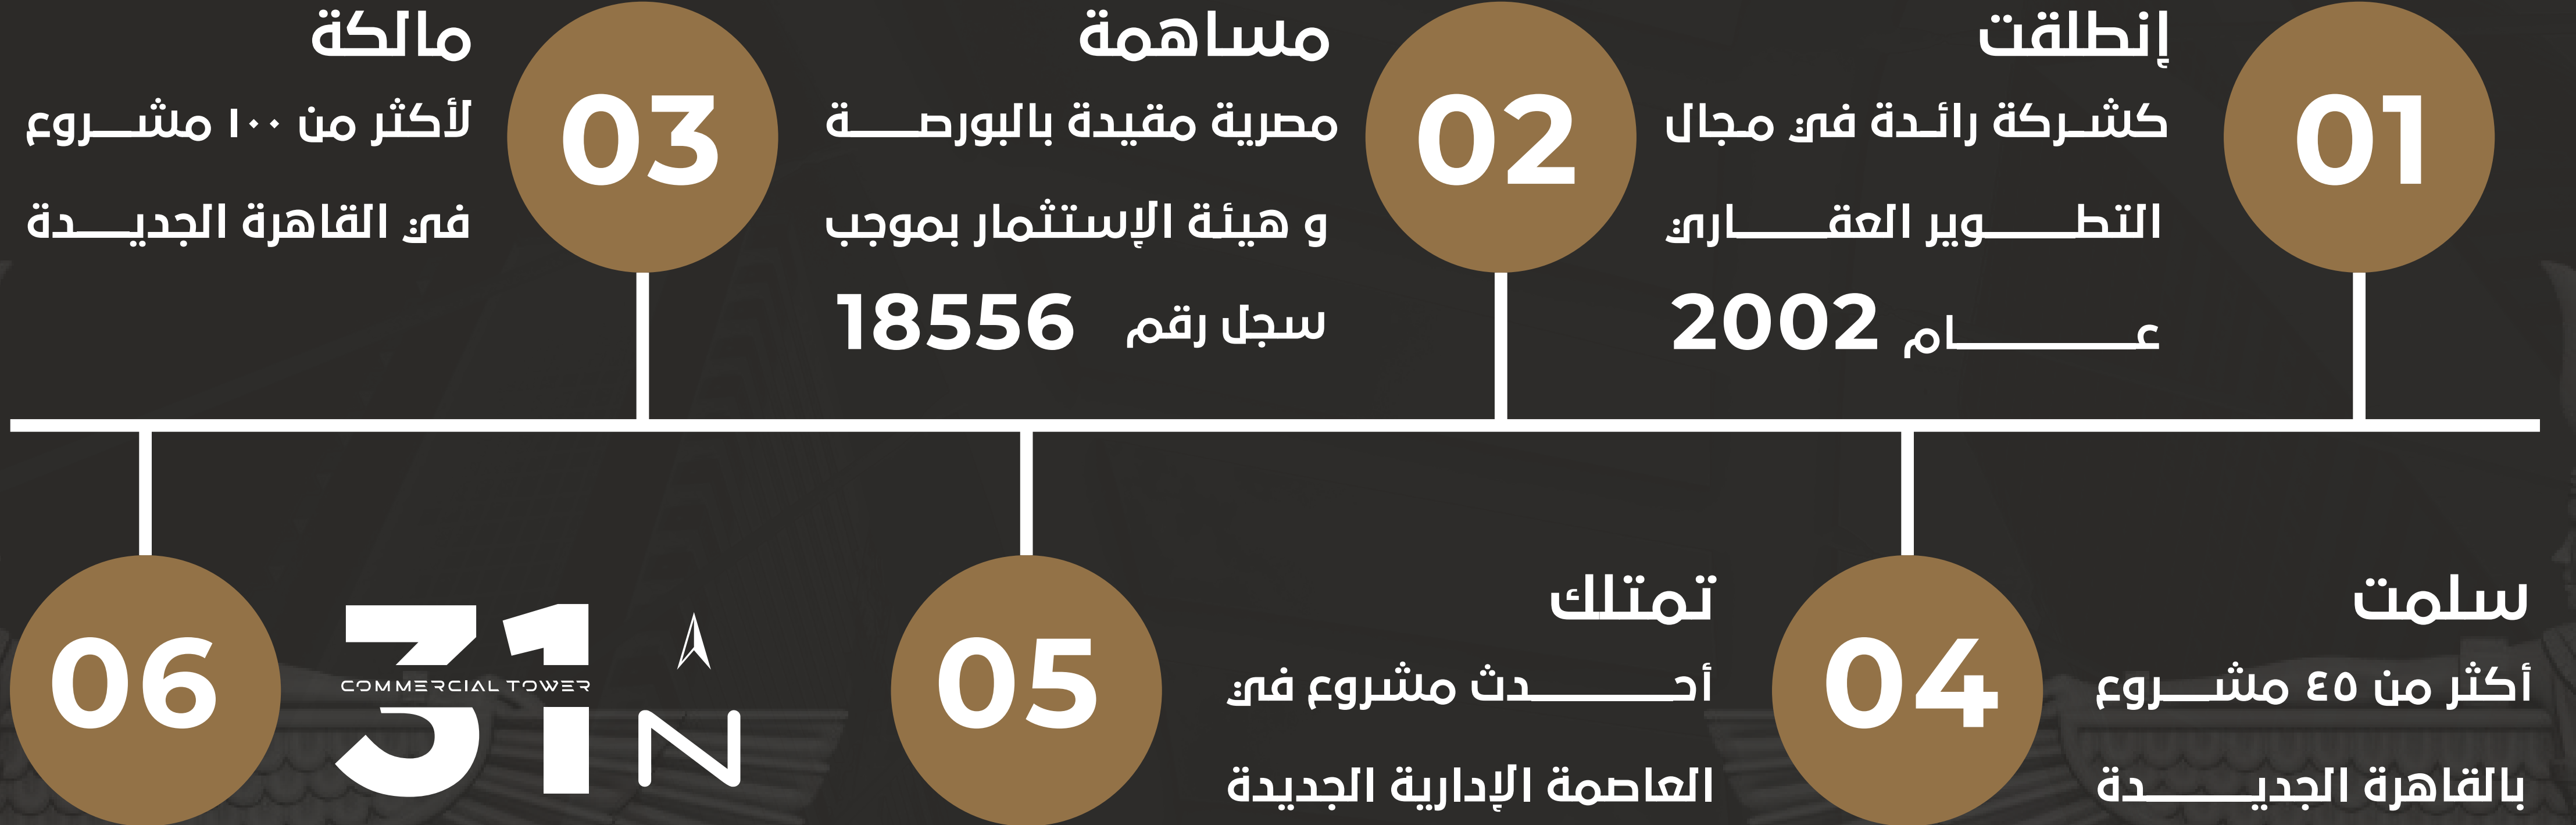 01
إنطلقت
كشركة رائدة في مجال
التطوير العقاري
عام 2002
02
مساهمة
مصرية مقيدة بالبورصة
و هيئة الإستثمار بموجب
سجل رقم 18556
03
مالكة
لأكثر من ١٠٠ مشروع
في القاهرة الجديدة
سلمت
أكثر من ٤٥ مشروع
بالقاهرة الجديدة
04
تمتلك
أحدث مشروع في
العاصمة الإدارية الجديدة
05
31 N
COMMERCIAL TOWER
06